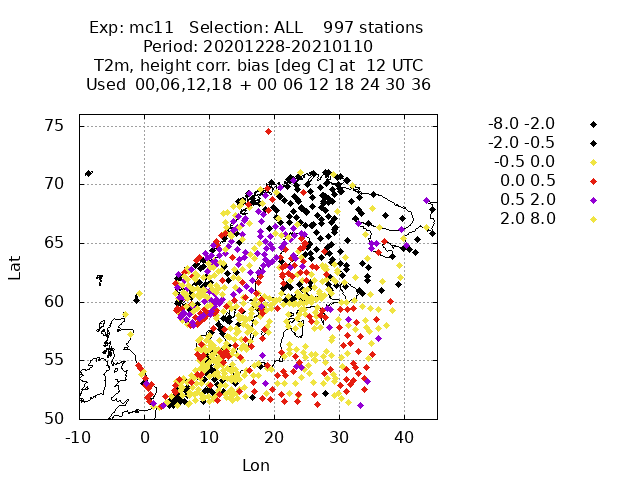 Exp: mc11 Selection: ALL 997 stations
Period: 20201228-20210110
T2m, height corr. bias [deg C] at 12 UTC
Used 00,06,12,18 + 00 06 12 18 24 30 36
75
70
65
60
55
50
Lat
-10 0 10 20 30 40
Lon
-8.0 -2.0
-2.0 -0.5
-0.5 0.0
0.0 0.5
0.5 2.0
2.0 8.0